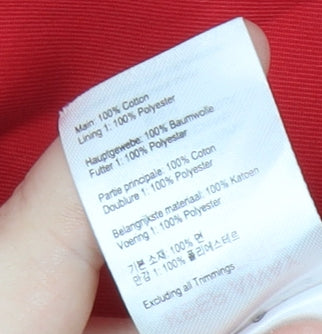 Main: 100% Cotton
Lining 1: 100% Polyester
Hauptgewebe: 100% Baumwolle
Futter 1: 100% Polyester
Partie principale: 100% Coton
Doublure 1: 100% Polyester
Belangrijkste materiaal: 100% Katoen
Voering 1: 100% Polyester
기본 소재: 100% 면
안감 1: 100% 폴리에스테르
Excluding all Trimmings